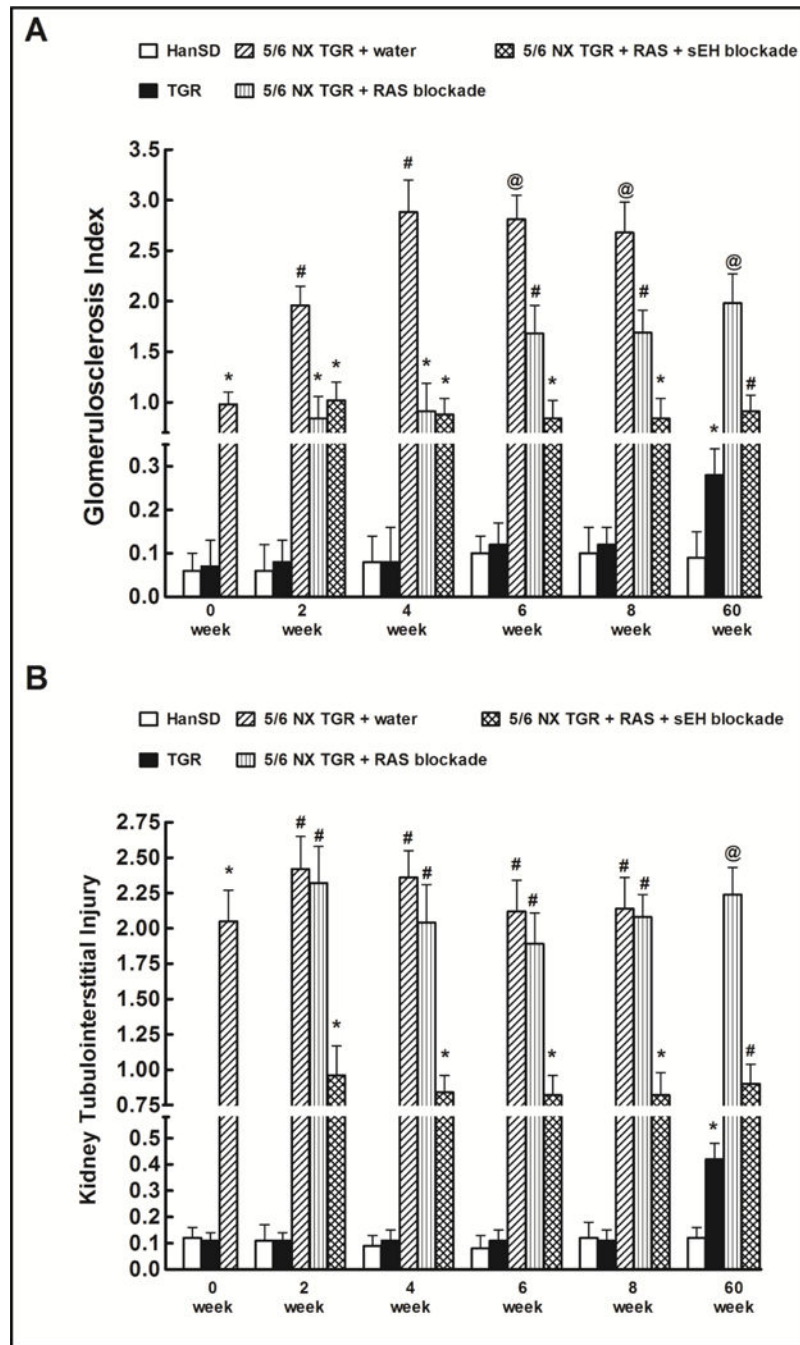 A
HanSD 5/6 NX TGR + water 5/6 NX TGR + RAS + sEH blockade
TGR 5/6 NX TGR + RAS blockade
Glomerulosclerosis Index
3.5
3.0
2.5
2.0
1.5
1.0
0.3
0.2
0.1
0.0
* # * * # * * @ # * @ # * * @ #
0 2 4 6 8 60
week week week week week week
B
HanSD 5/6 NX TGR + water 5/6 NX TGR + RAS + sEH blockade
TGR 5/6 NX TGR + RAS blockade
Kidney Tubulointerstitial Injury
2.75
2.50
2.25
2.00
1.75
1.50
1.25
1.00
0.75
0.5
0.4
0.3
0.2
0.1
0.0
* # # * # # * # # * # # * * @ #
0 2 4 6 8 60
week week week week week week